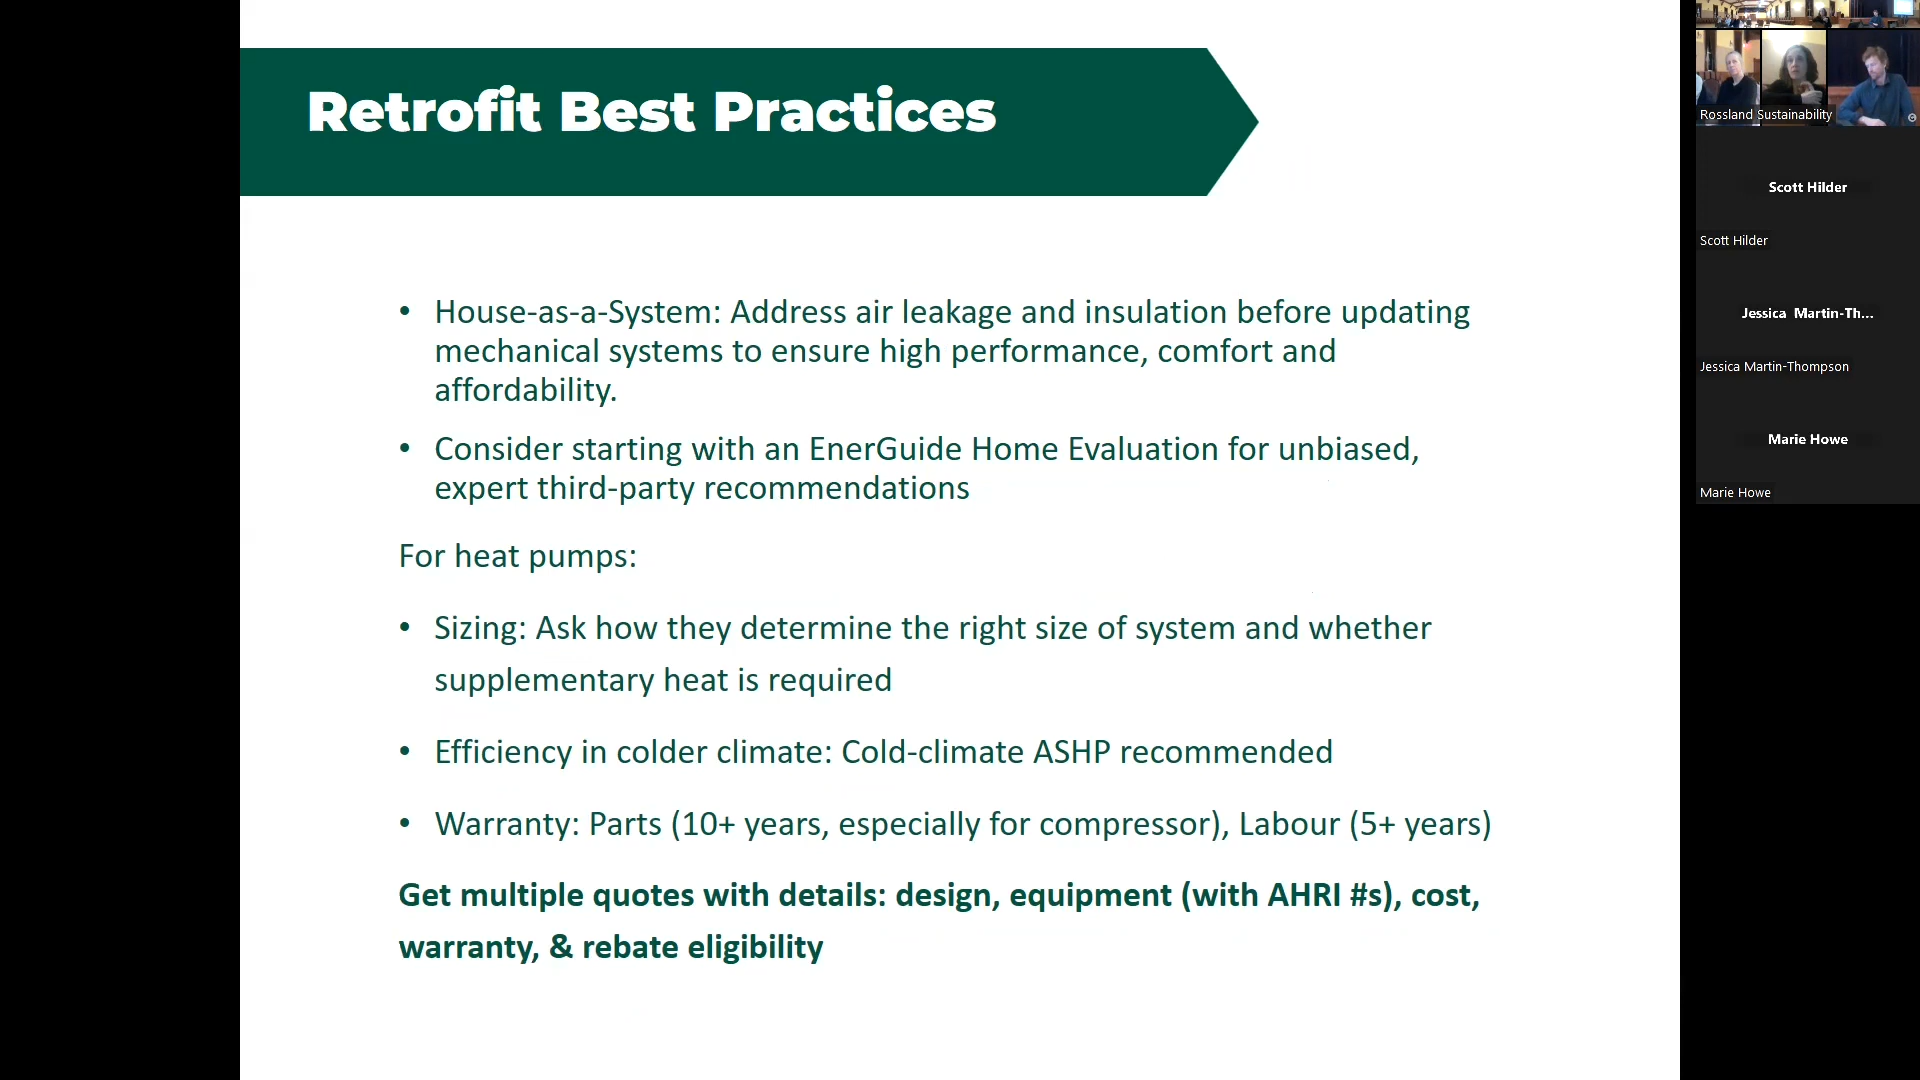 Retrofit Best Practices
• House-as-a-System: Address air leakage and insulation before updating
mechanical systems to ensure high performance, comfort and
affordability.
• Consider starting with an EnerGuide Home Evaluation for unbiased,
expert third-party recommendations
For heat pumps:
• Sizing: Ask how they determine the right size of system and whether
supplementary heat is required
• Efficiency in colder climate: Cold-climate ASHP recommended
• Warranty: Parts (10+ years, especially for compressor), Labour (5+ years)
Get multiple quotes with details: design, equipment (with AHRI #s), cost,
warranty, & rebate eligibility
Rossland Sustainability
Scott Hilder
Scott Hilder
Jessica Martin-Th...
Jessica Martin-Thompson
Marie Howe
Marie Howe